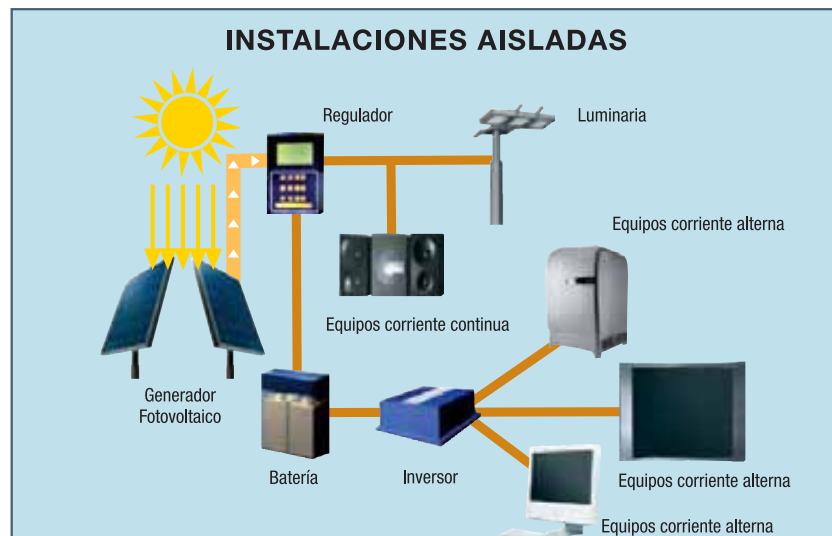 INSTALACIONES AISLADAS
Regulador
Luminaria
Equipos corriente alterna
Equipos corriente continua
Generador
Fotovoltaico
Batería
Inversor
Equipos corriente alterna
Equipos corriente alterna